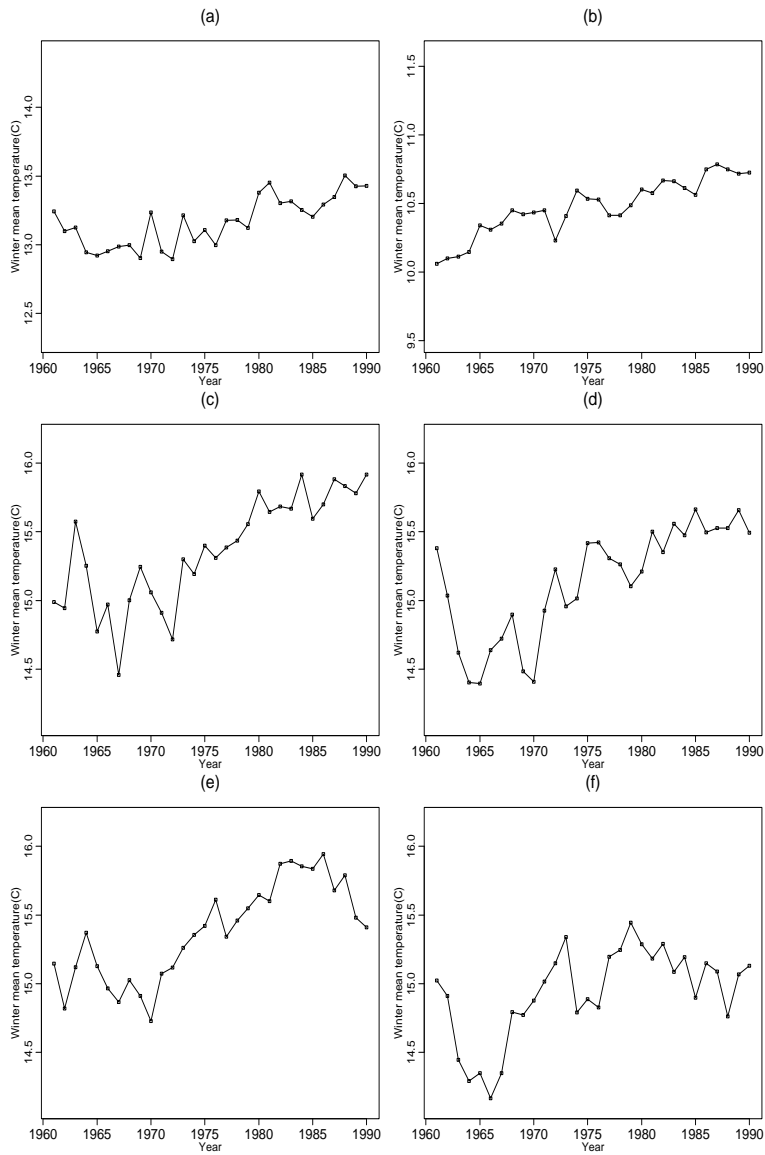 (a)
Winter mean temperature(C)
14.0
13.5
13.0
12.5
1960 1965 1970 1975 1980 1985 1990
Year
(b)
Winter mean temperature(C)
11.5
11.0
10.5
10.0
9.5
1960 1965 1970 1975 1980 1985 1990
Year
(c)
Winter mean temperature(C)
16.0
15.5
15.0
14.5
1960 1965 1970 1975 1980 1985 1990
Year
(d)
Winter mean temperature(C)
16.0
15.5
15.0
14.5
1960 1965 1970 1975 1980 1985 1990
Year
(e)
Winter mean temperature(C)
16.0
15.5
15.0
14.5
1960 1965 1970 1975 1980 1985 1990
Year
(f)
Winter mean temperature(C)
16.0
15.5
15.0
14.5
1960 1965 1970 1975 1980 1985 1990
Year